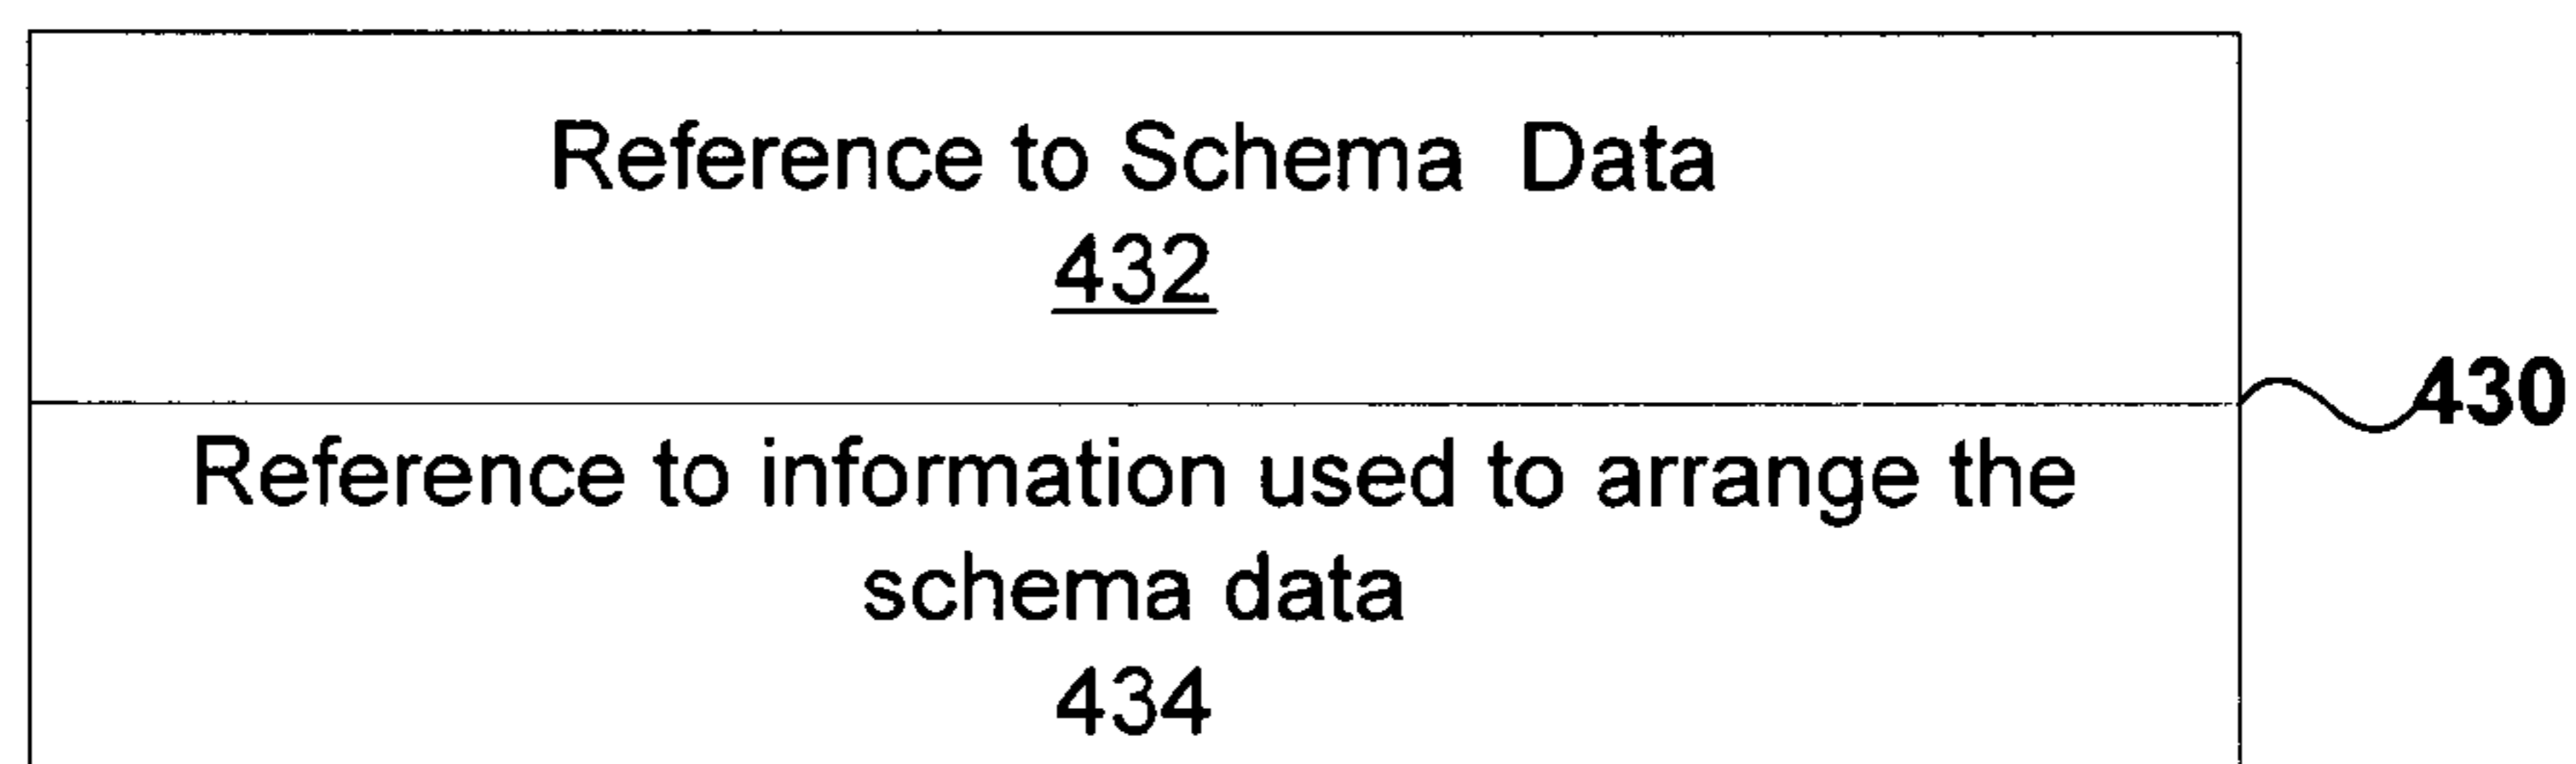 Reference to Schema Data
432
430
Reference to information used to arrange the
schema data
434